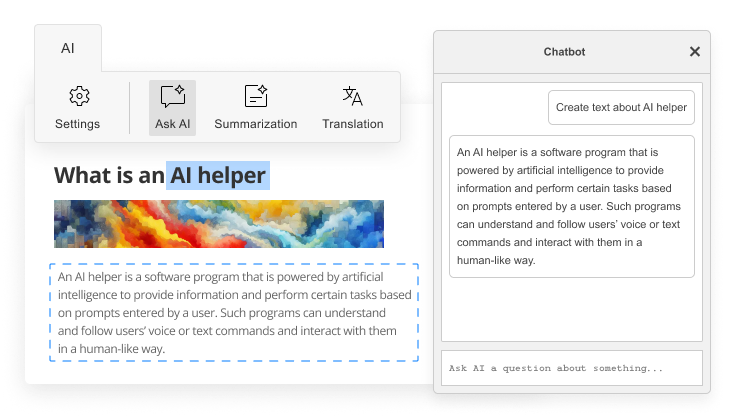 AI
Settings
Ask AI
Summarization
Translation
What is an AI helper
An AI helper is a software program that is powered by artificial
intelligence to provide information and perform certain tasks based
on prompts entered by a user. Such programs can understand
and follow users’ voice or text commands and interact with them
in a human-like way.
Chatbot
Create text about AI helper
An AI helper is a software program that is
powered by artificial intelligence to provide
information and perform certain tasks based
on prompts entered by a user. Such programs
can understand and follow users’ voice or text
commands and interact with them in a
human-like way.
Ask AI a question about something...